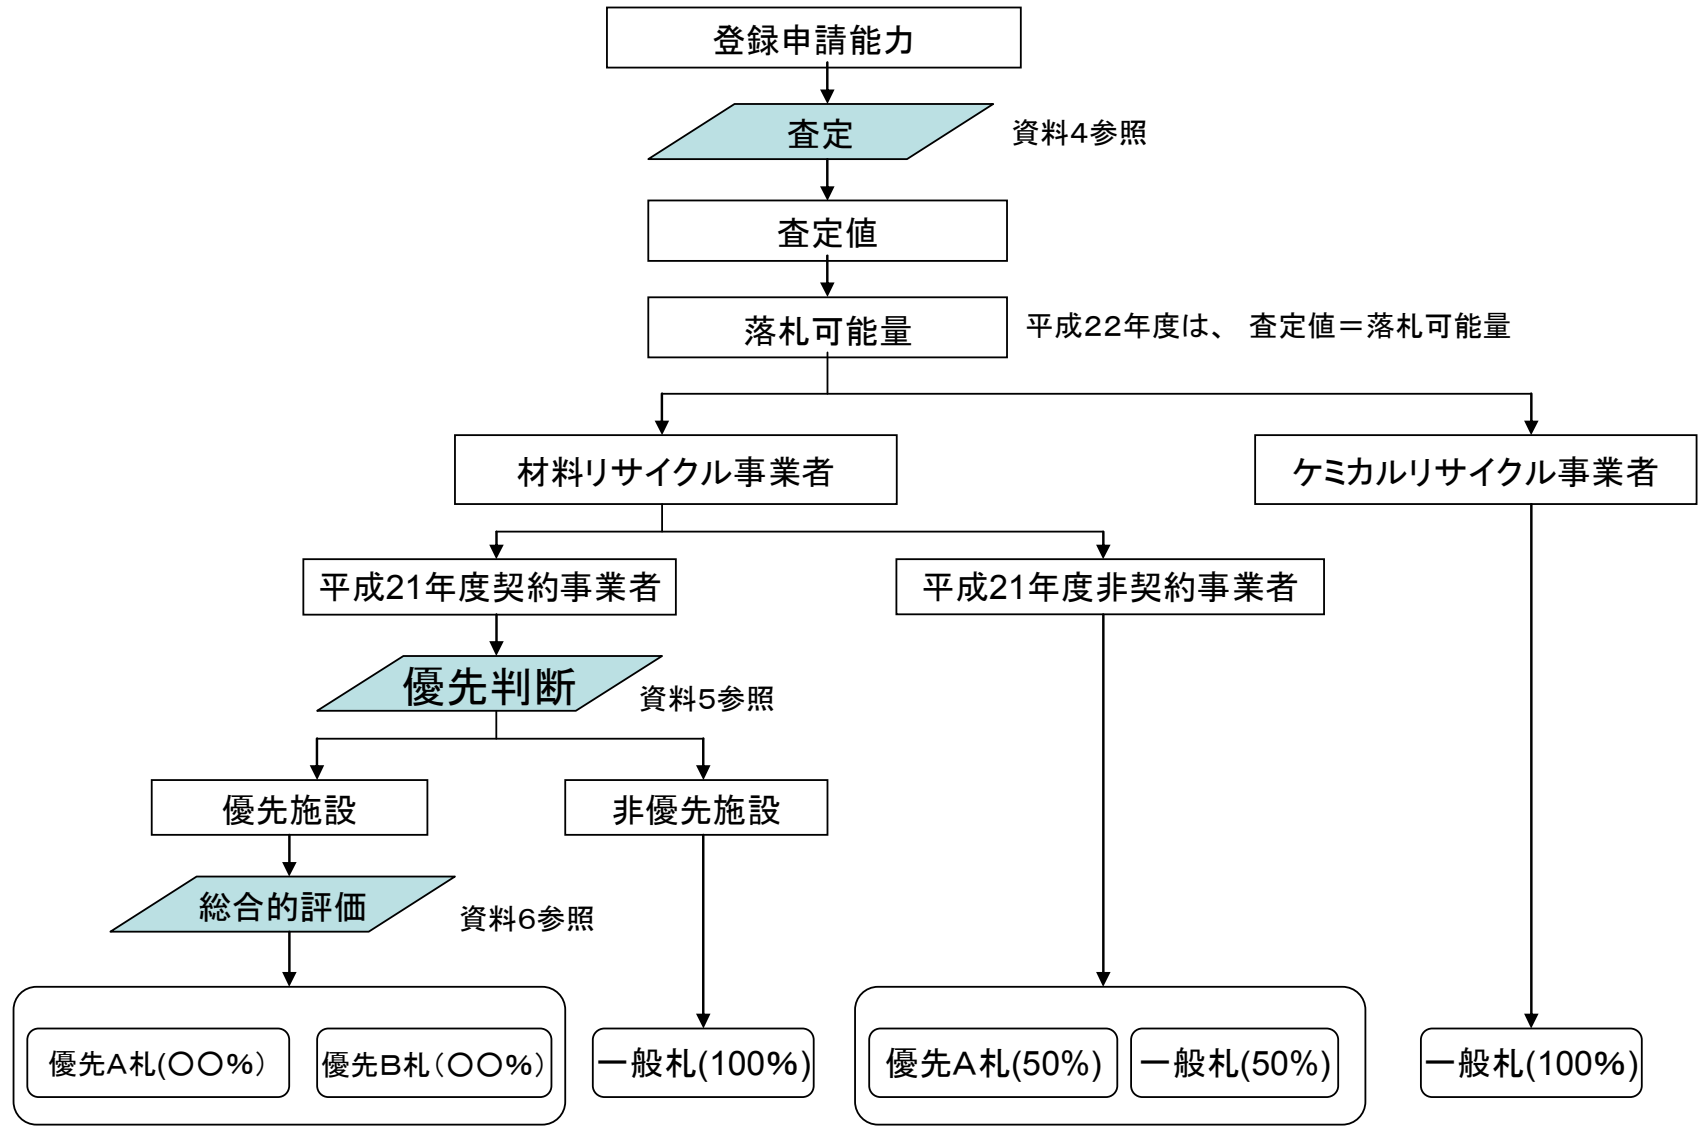 登録申請能力
査定
資料4参照
査定値
落札可能量
平成22年度は、 査定値＝落札可能量
材料リサイクル事業者
ケミカルリサイクル事業者
平成21年度契約事業者
平成21年度非契約事業者
優先判断
資料5参照
優先施設
非優先施設
総合的評価
資料6参照
優先A札(〇〇%)
優先B札(〇〇%)
一般札(100%)
優先A札(50%)
一般札(50%)
一般札(100%)